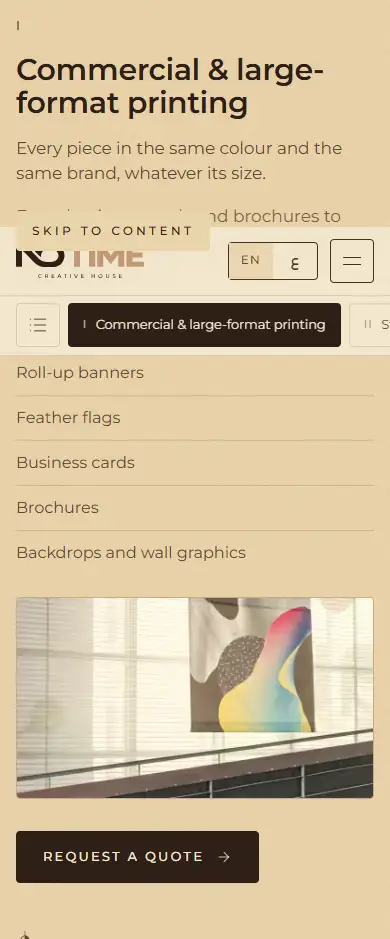 I
Commercial & large-
format printing
Every piece in the same colour and the
same brand, whatever its size.
and brochures to
SKIP TO CONTENT
TIME
CREATIVE HOUSE
EN
ع
I Commercial & large-format printing
II
Roll-up banners
Feather flags
Business cards
Brochures
Backdrops and wall graphics
REQUEST A QUOTE